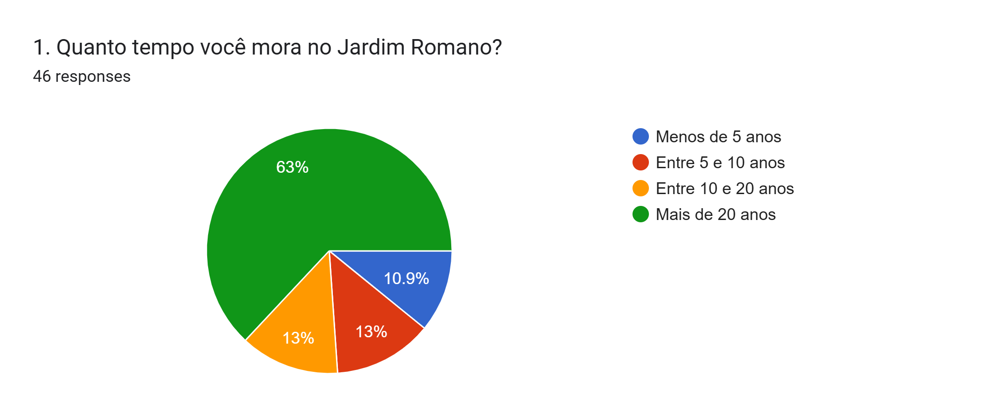 1. Quanto tempo você mora no Jardim Romano?
46 responses
63%
10.9%
13%
13%
Menos de 5 anos
Entre 5 e 10 anos
Entre 10 e 20 anos
Mais de 20 anos